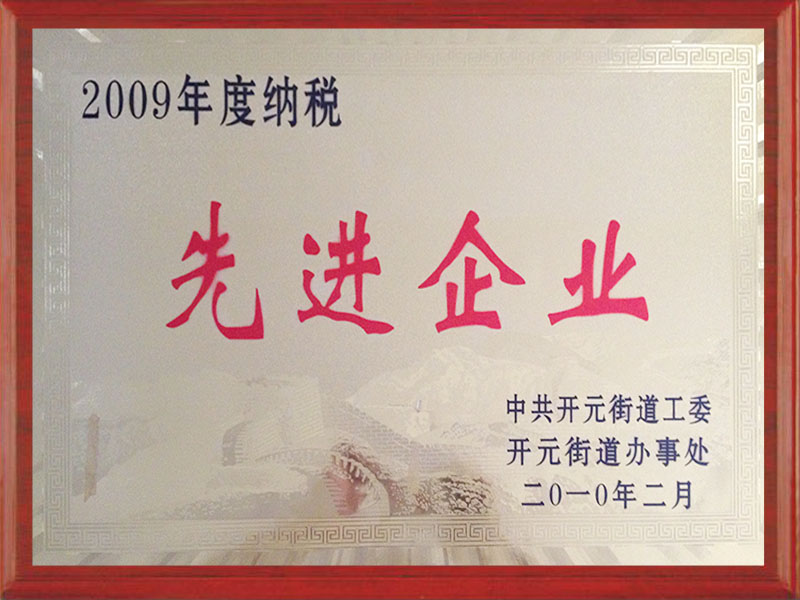 2009年度纳税
先进企业
中共开元街道工委
开元街道办事处
二0一0年二月